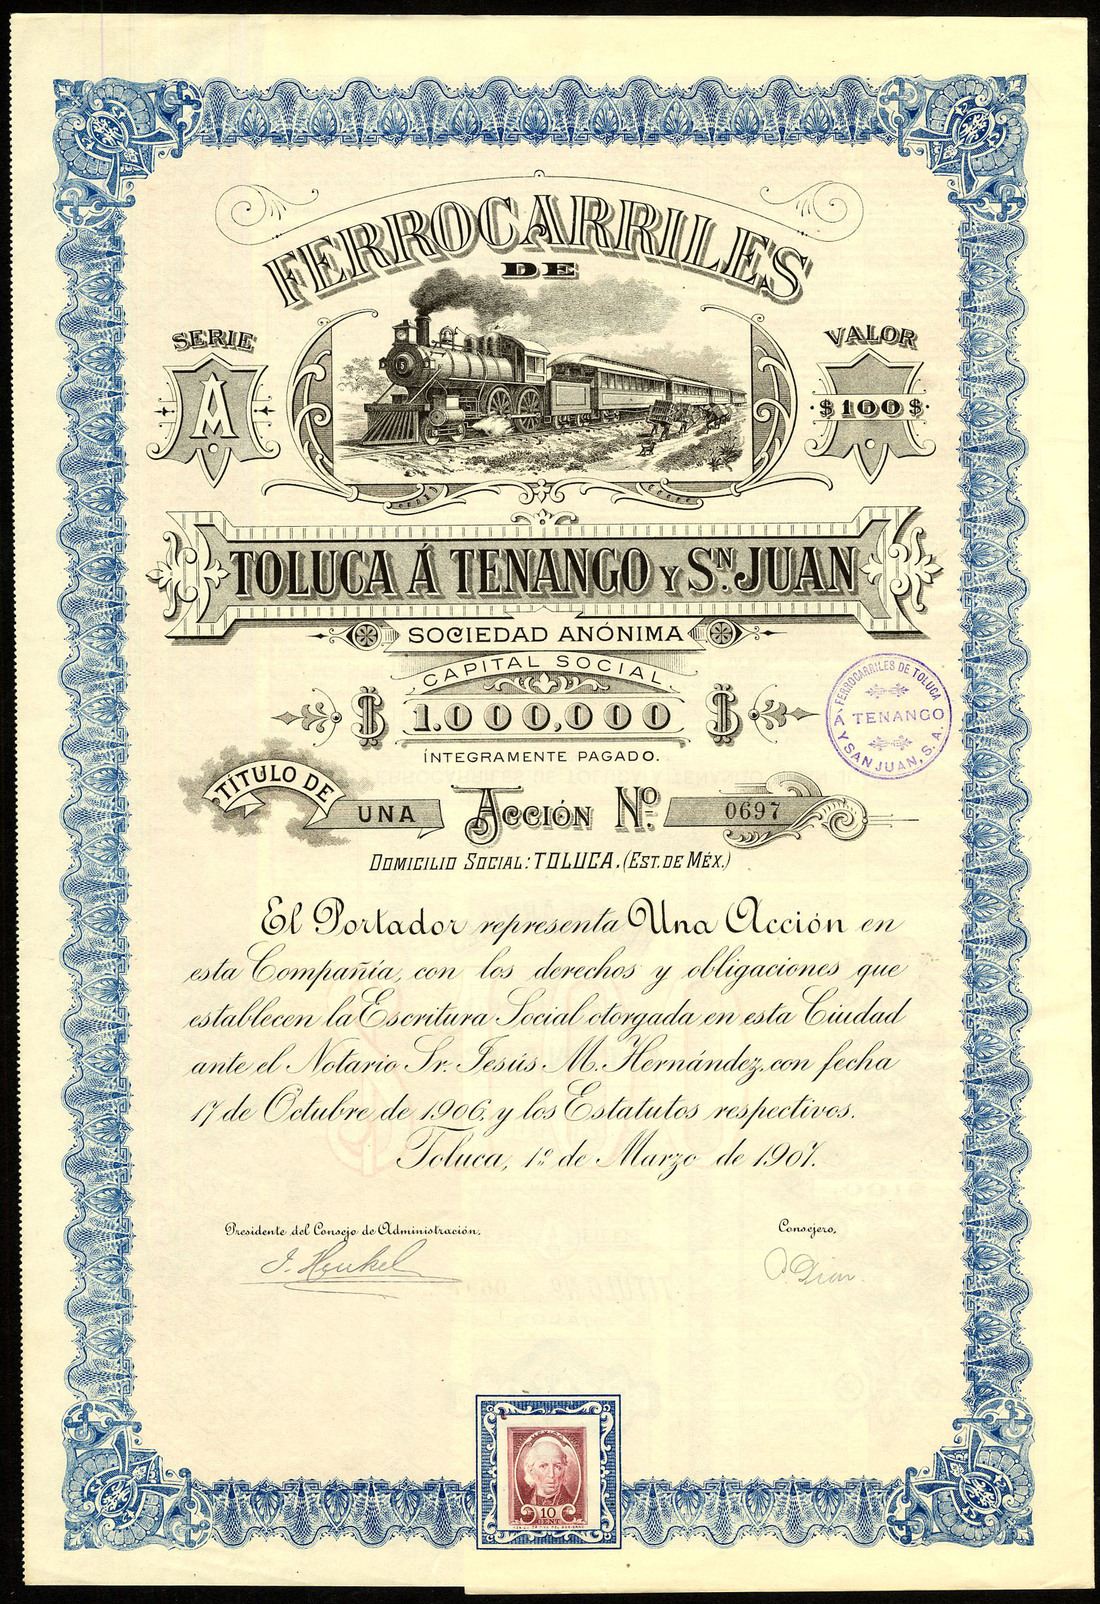 FERROCARRILES
DE
SERIE
A
VALOR
$100$
5
TOLUCA Á TENANGO Y SN. JUAN
SOCIEDAD ANÓNIMA
CAPITAL SOCIAL
$ 1.000,000 $
ÍNTEGRAMENTE PAGADO.
FERROCARRILES DE TOLUCA
A TENANGO
Y SAN JUAN, S.A.
TÍTULO DE UNA ACCIÓN No. 0697
DOMICILIO SOCIAL: TOLUCA. (EST. DE MÉX.)
El Portador representa Una Acción en
esta Compañía, con los derechos y obligaciones que
establecen la Escritura Social otorgada en esta Ciudad
ante el Notario Sr. Jesús M. Hernández, con fecha
17 de Octubre de 1906, y los Estatutos respectivos.
Toluca, 1o de Marzo de 1907.
Presidente del Consejo de Administración,
Consejero,
J. Henkel
10
CENT.